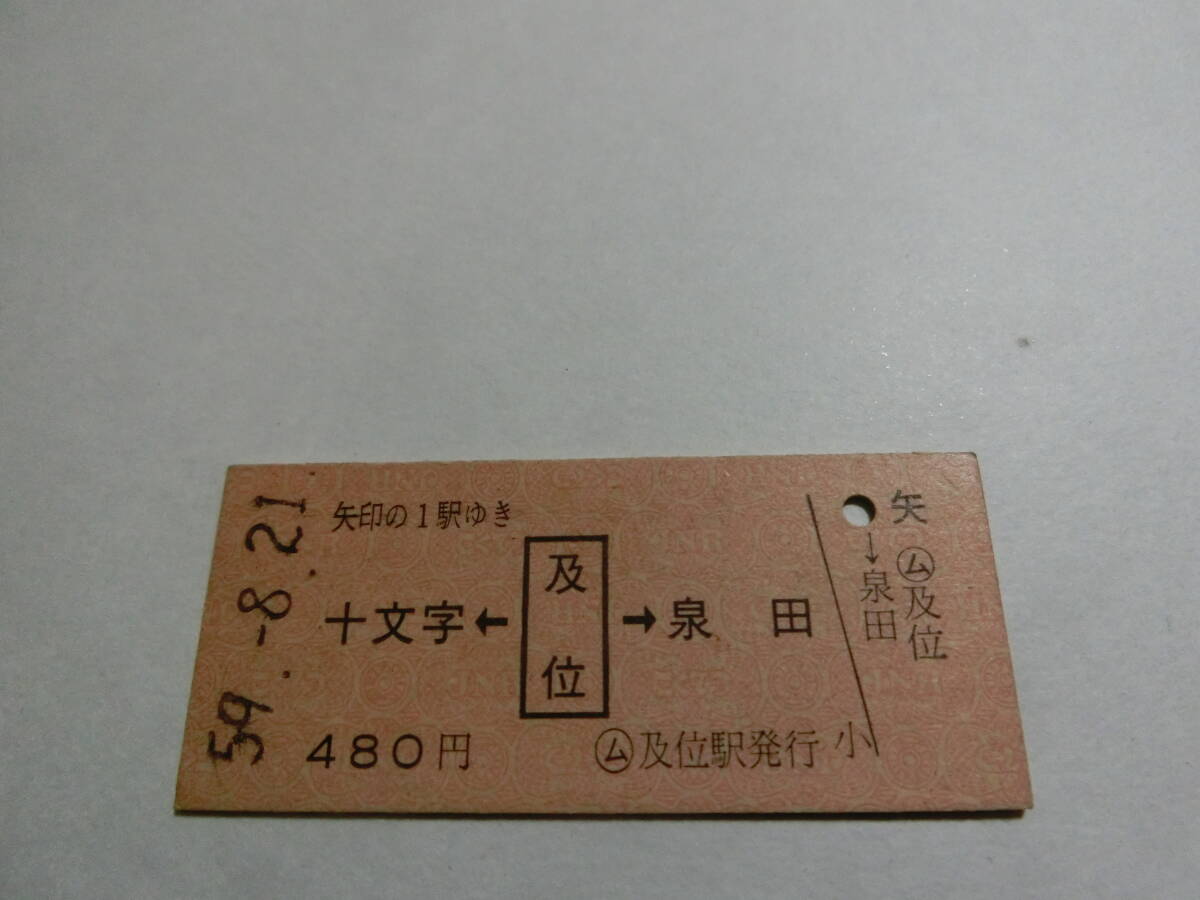 59.-8.21
矢印の1駅ゆき
十文字←及位→泉田
480円
㋰及位駅発行 小
矢
㋰及位
→泉田